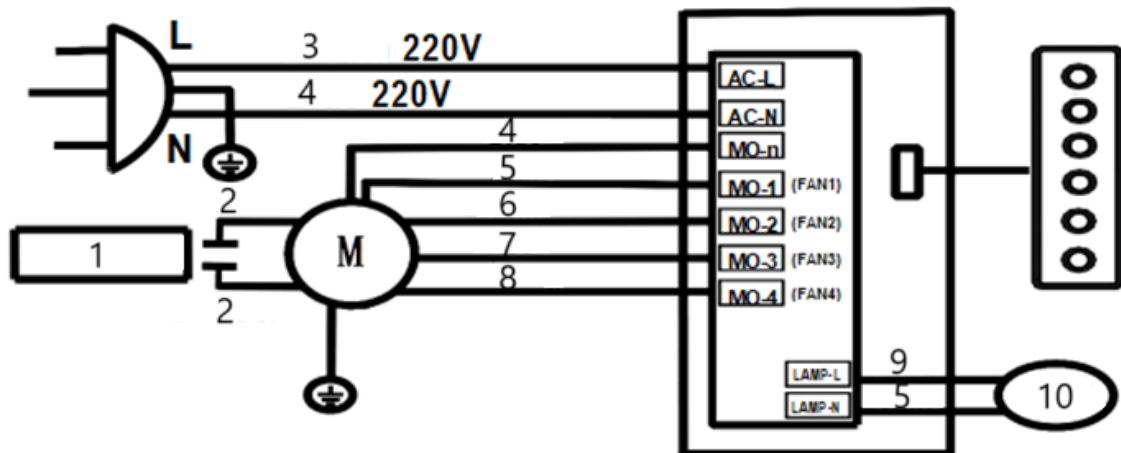 L
3 220V
AC-L
4 220V
AC-N
N
4
MO-n
5
MO-1 (FAN1)
2
6
MO-2 (FAN2)
1
M
7
MO-3 (FAN3)
8
MO-4 (FAN4)
2
LAMP-L
9
LAMP-N
5
10